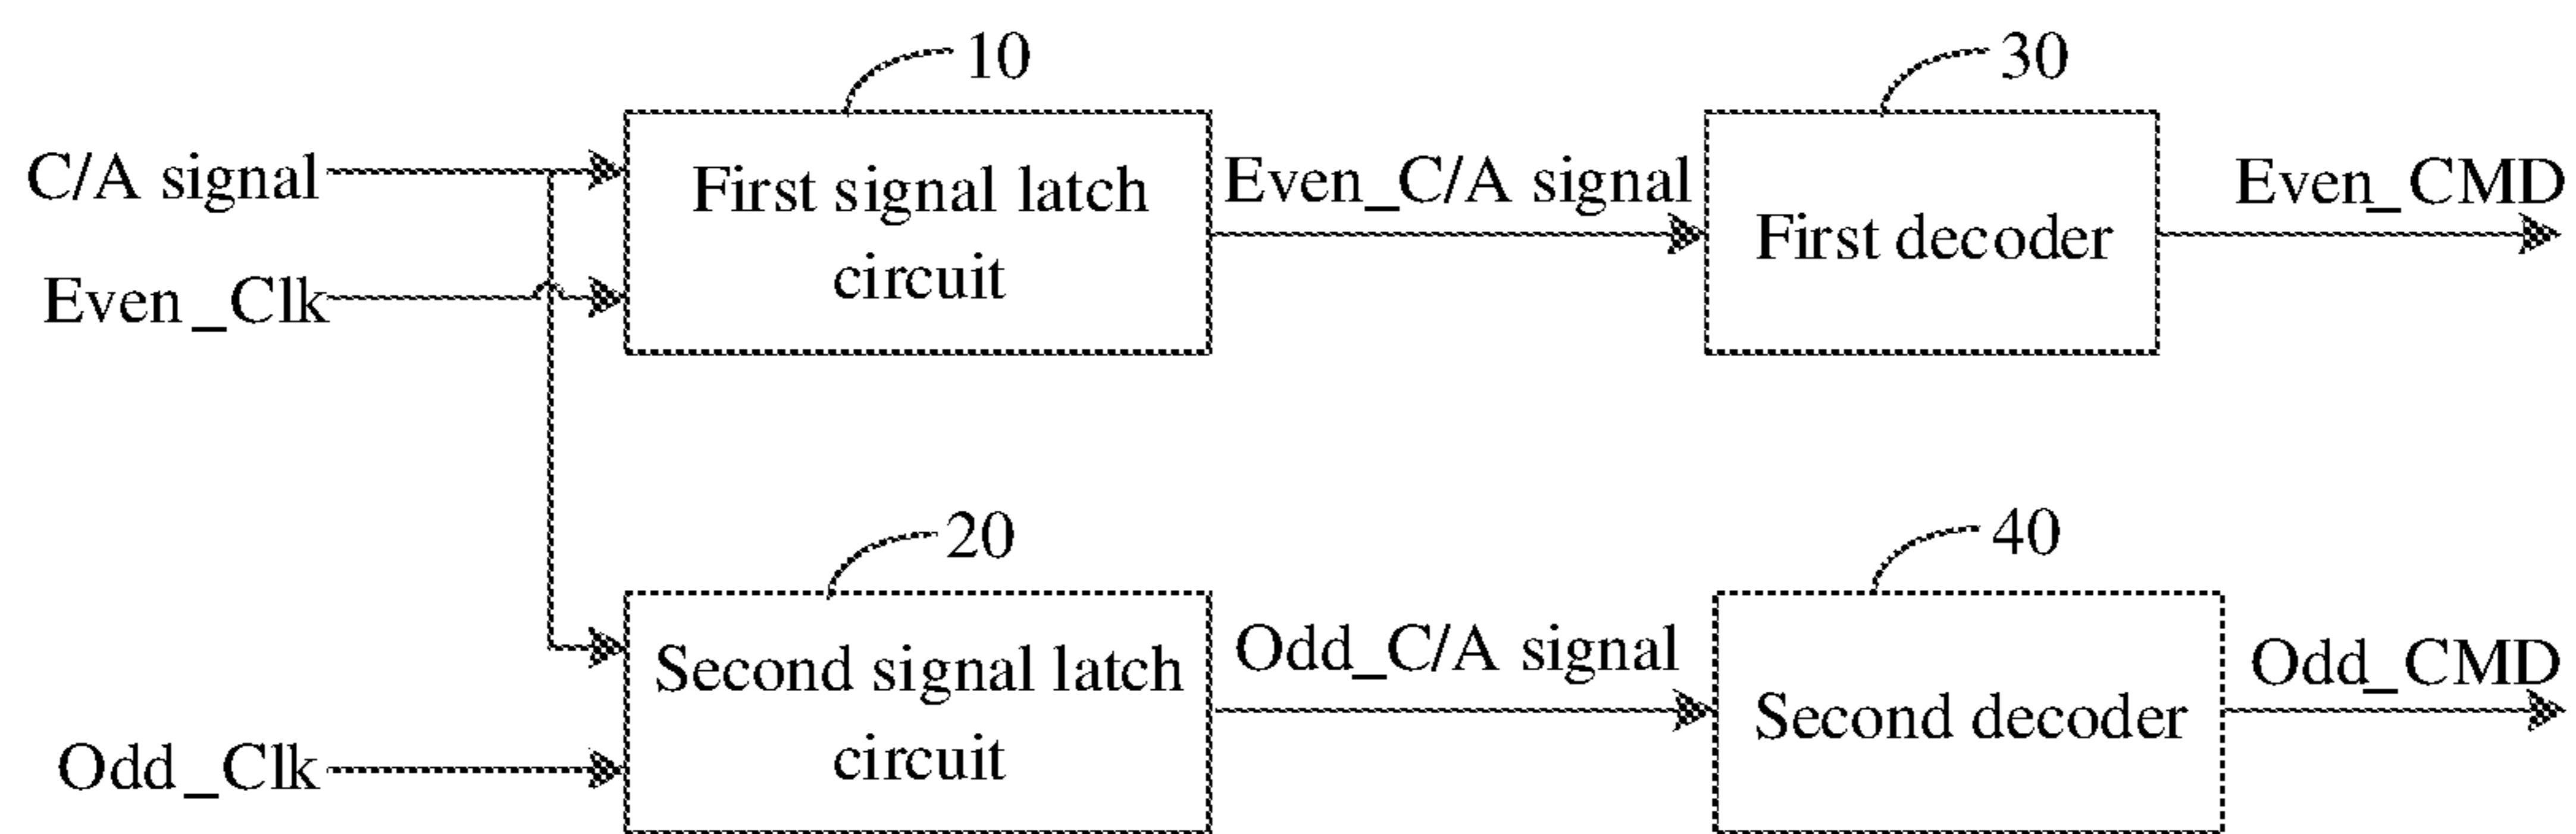 10
30
C/A signal
First signal latch
circuit
Even_C/A signal
First decoder
Even_CMD
Even_Clk
20
40
Second signal latch
circuit
Odd_C/A signal
Second decoder
Odd_CMD
Odd_Clk